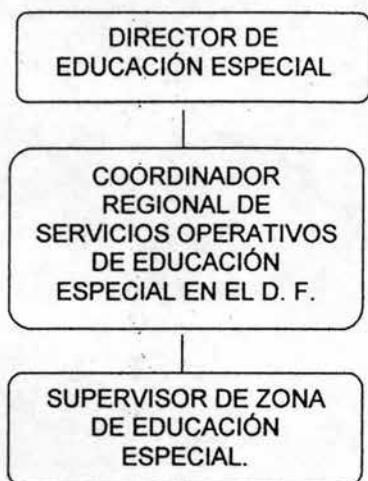 DIRECTOR DE
EDUCACIÓN ESPECIAL
COORDINADOR
REGIONAL DE
SERVICIOS OPERATIVOS
DE EDUCACIÓN
ESPECIAL EN EL D. F.
SUPERVISOR DE ZONA
DE EDUCACIÓN
ESPECIAL.